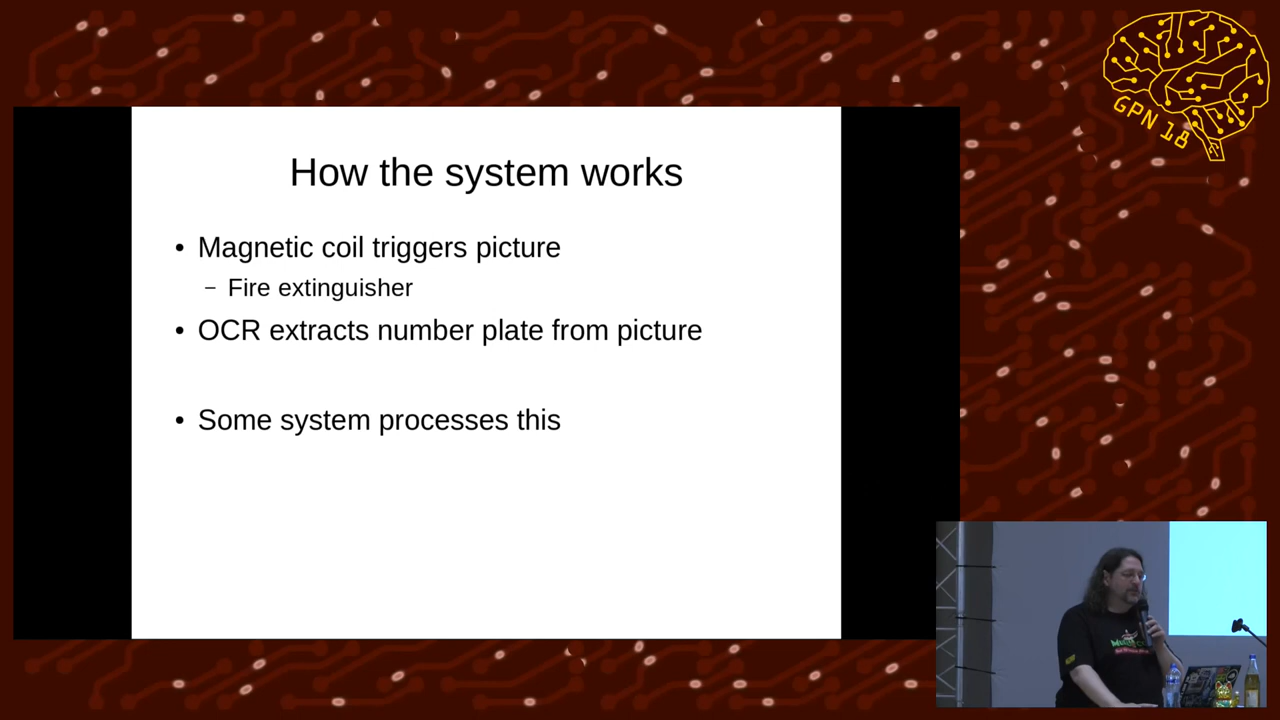 GPN 18
How the system works
• Magnetic coil triggers picture
– Fire extinguisher
• OCR extracts number plate from picture
• Some system processes this